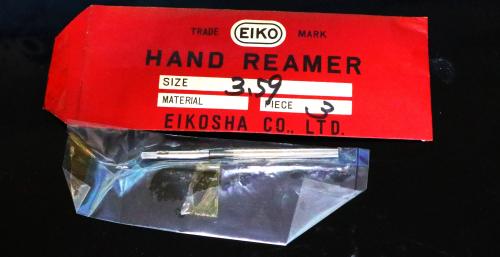 TRADE EIKO MARK
HAND REAMER
SIZE 3.59
MATERIAL PIECE 3
EIKOSHA CO., LTD.